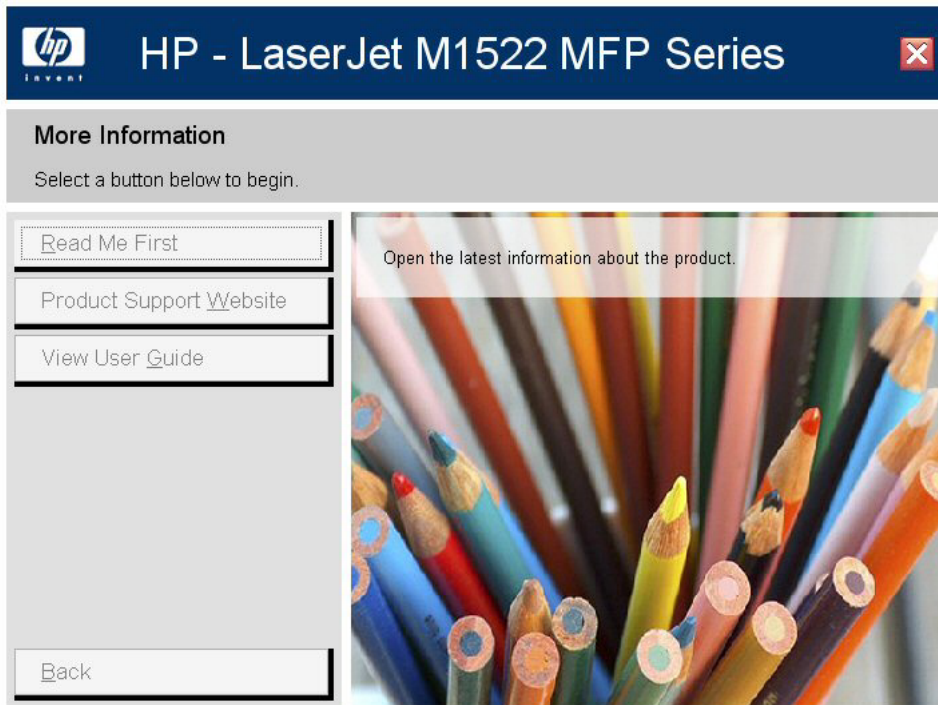 hp
invent
HP - LaserJet M1522 MFP Series
More Information
Select a button below to begin.
Read Me First
Open the latest information about the product.
Product Support Website
View User Guide
Back